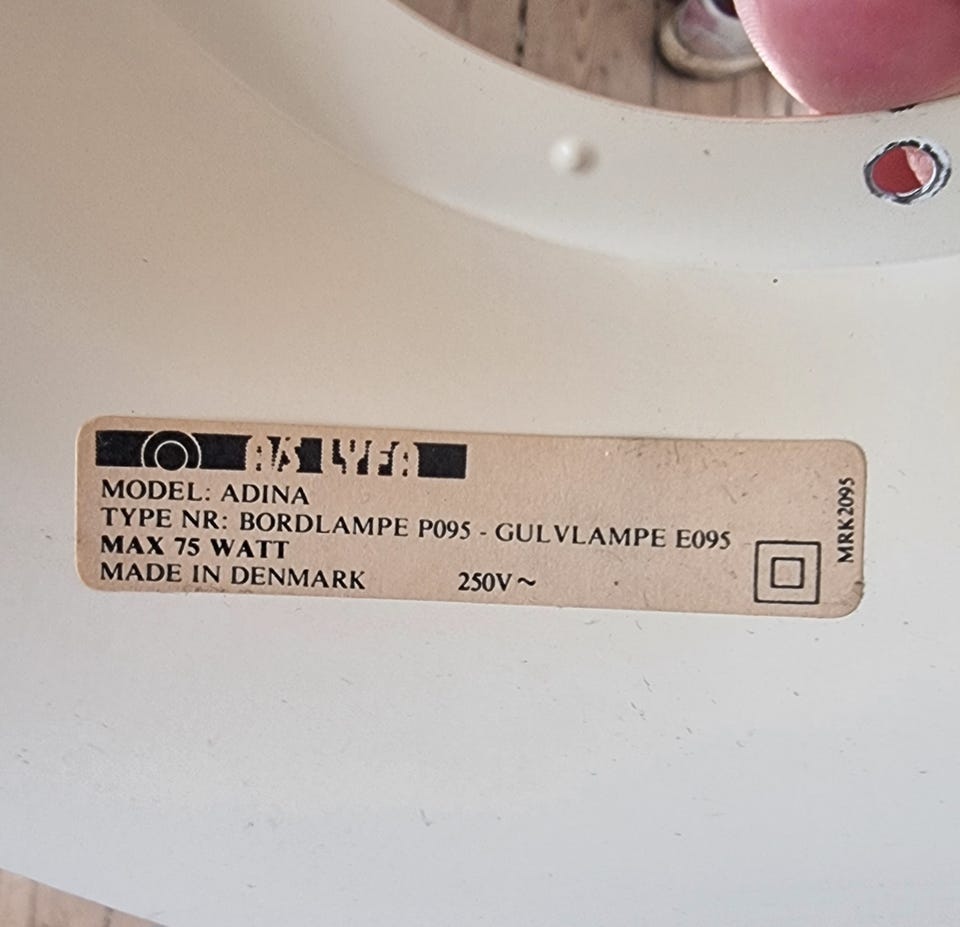 A/S LYFA
MODEL: ADINA
TYPE NR: BORDLAMPE P095 - GULVLAMPE E095
MAX 75 WATT
MADE IN DENMARK 250V~
MRK2095